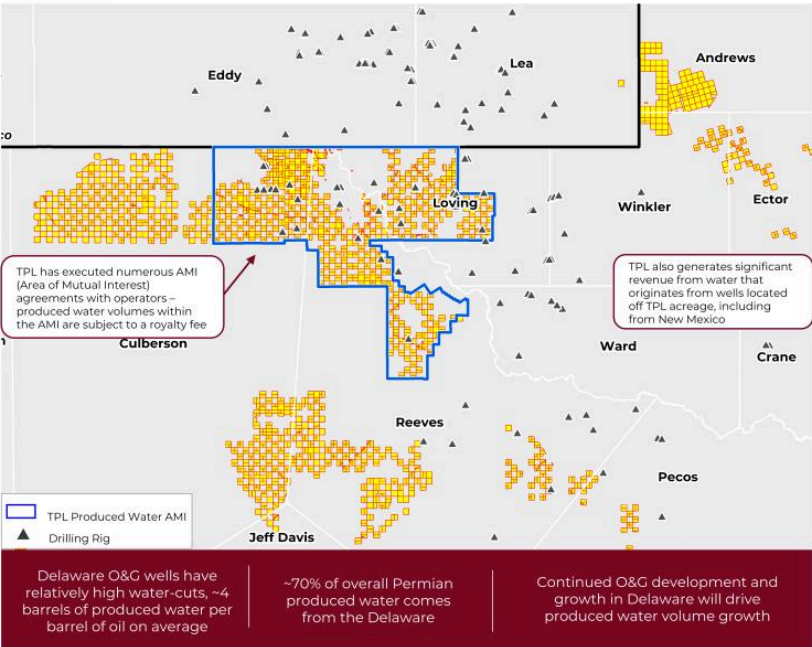 Andrews
Lea
Eddy
co
Loving
Winkler
Ector
TPL has executed numerous AMI
(Area of Mutual Interest)
agreements with operators –
produced water volumes within
the AMI are subject to a royalty fee
TPL also generates significant
revenue from water that
originates from wells located
off TPL acreage, including
from New Mexico
n
Culberson
Ward
Crane
Reeves
Pecos
TPL Produced Water AMI
Drilling Rig
Jeff Davis
Delaware O&G wells have
relatively high water-cuts, ~4
barrels of produced water per
barrel of oil on average
~70% of overall Permian
produced water comes
from the Delaware
Continued O&G development and
growth in Delaware will drive
produced water volume growth